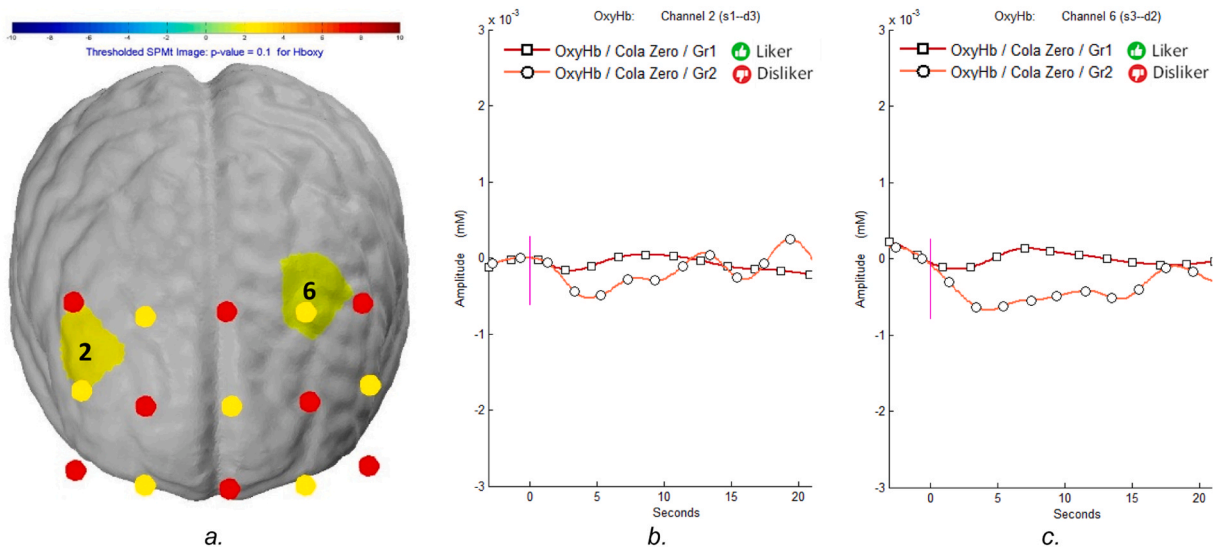 -10 -8 -6 -4 -2 0 2 4 6 8 10
Thresholded SPMt Image: p-value = 0.1 for Hboxy
6
2
a.
x 10⁻³
OxyHb: Channel 2 (s1--d3)
OxyHb / Cola Zero / Gr1 Liker
OxyHb / Cola Zero / Gr2 Disliker
3
2
1
0
-1
-2
-3
Amplitude (mM)
0 5 10 15 20
Seconds
b.
x 10⁻³
OxyHb: Channel 6 (s3--d2)
OxyHb / Cola Zero / Gr1 Liker
OxyHb / Cola Zero / Gr2 Disliker
3
2
1
0
-1
-2
-3
Amplitude (mM)
0 5 10 15 20
Seconds
c.